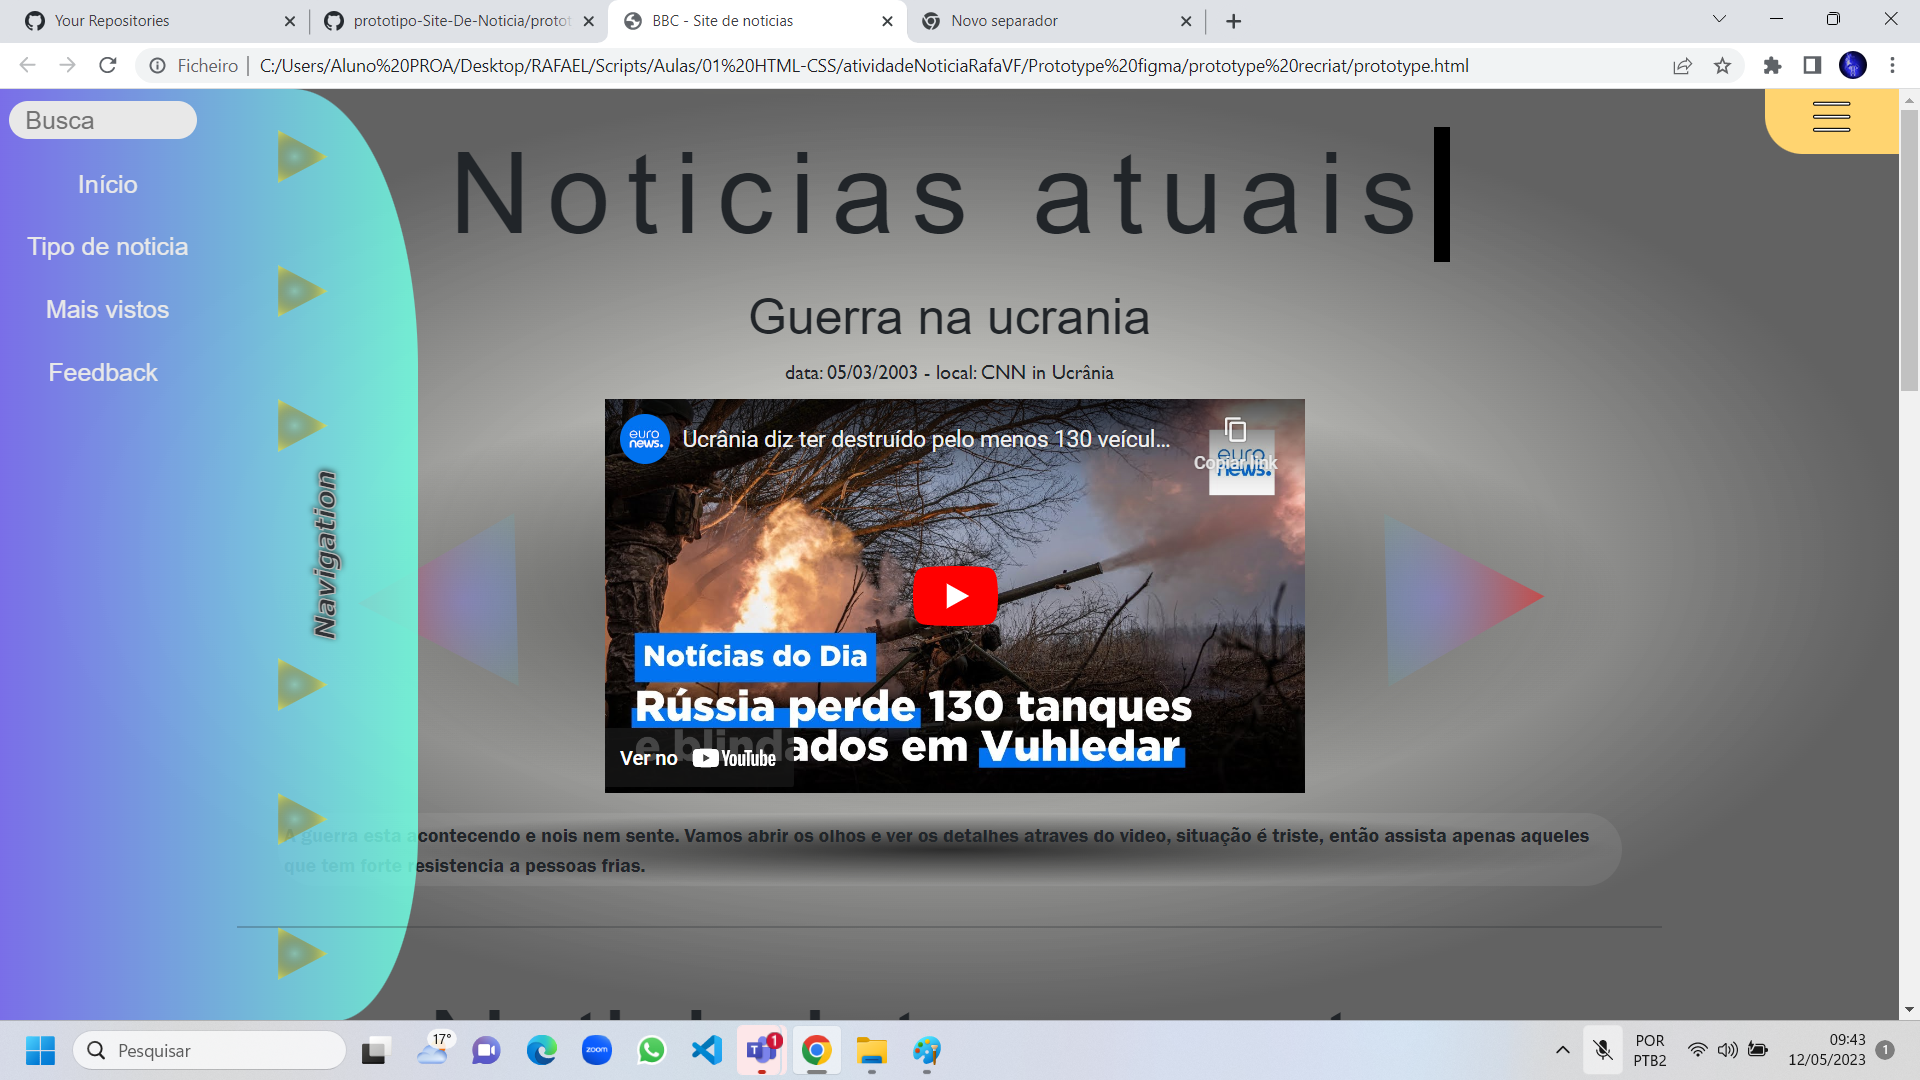 Your Repositories
prototipo-Site-De-Noticia/protot
BBC - Site de noticias
Novo separador
Ficheiro
C:/Users/Aluno%20PROA/Desktop/RAFAEL/Scripts/Aulas/01%20HTML-CSS/atividadeNoticiaRafaVF/Prototype%20figma/prototype%20recriat/prototype.html
Busca
Início
Tipo de noticia
Mais vistos
Feedback
Navigation
Noticias atuais
Guerra na ucrania
data: 05/03/2003 - local: CNN in Ucrânia
euronews.
Ucrânia diz ter destruído pelo menos 130 veícul...
Copiar link
euronews.
Notícias do Dia
Rússia perde 130 tanques
e blindados em Vuhledar
Ver no YouTube
A guerra esta acontecendo e nois nem sente. Vamos abrir os olhos e ver os detalhes atraves do video, situação é triste, então assista apenas aqueles
que tem forte resistencia a pessoas frias.
Pesquisar
17°
zoom
1
POR
PTB2
09:43
12/05/2023
1